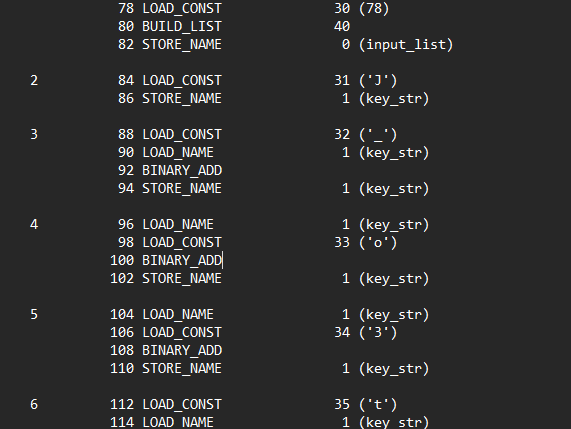 78 LOAD_CONST 30 (78)
80 BUILD_LIST 40
82 STORE_NAME 0 (input_list)
2 84 LOAD_CONST 31 ('J')
86 STORE_NAME 1 (key_str)
3 88 LOAD_CONST 32 ('_')
90 LOAD_NAME 1 (key_str)
92 BINARY_ADD
94 STORE_NAME 1 (key_str)
4 96 LOAD_NAME 1 (key_str)
98 LOAD_CONST 33 ('o')
100 BINARY_ADD
102 STORE_NAME 1 (key_str)
5 104 LOAD_NAME 1 (key_str)
106 LOAD_CONST 34 ('3')
108 BINARY_ADD
110 STORE_NAME 1 (key_str)
6 112 LOAD_CONST 35 ('t')
114 LOAD_NAME 1 (key_str)